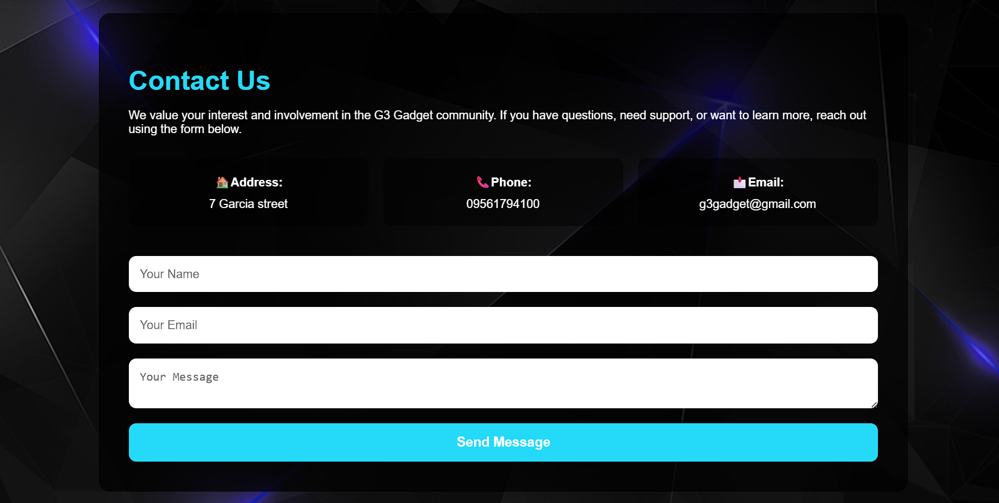 Contact Us
We value your interest and involvement in the G3 Gadget community. If you have questions, need support, or want to learn more, reach out
using the form below.
🏠Address:
7 Garcia street
📞Phone:
09561794100
📩Email:
g3gadget@gmail.com
Your Name
Your Email
Your Message
Send Message